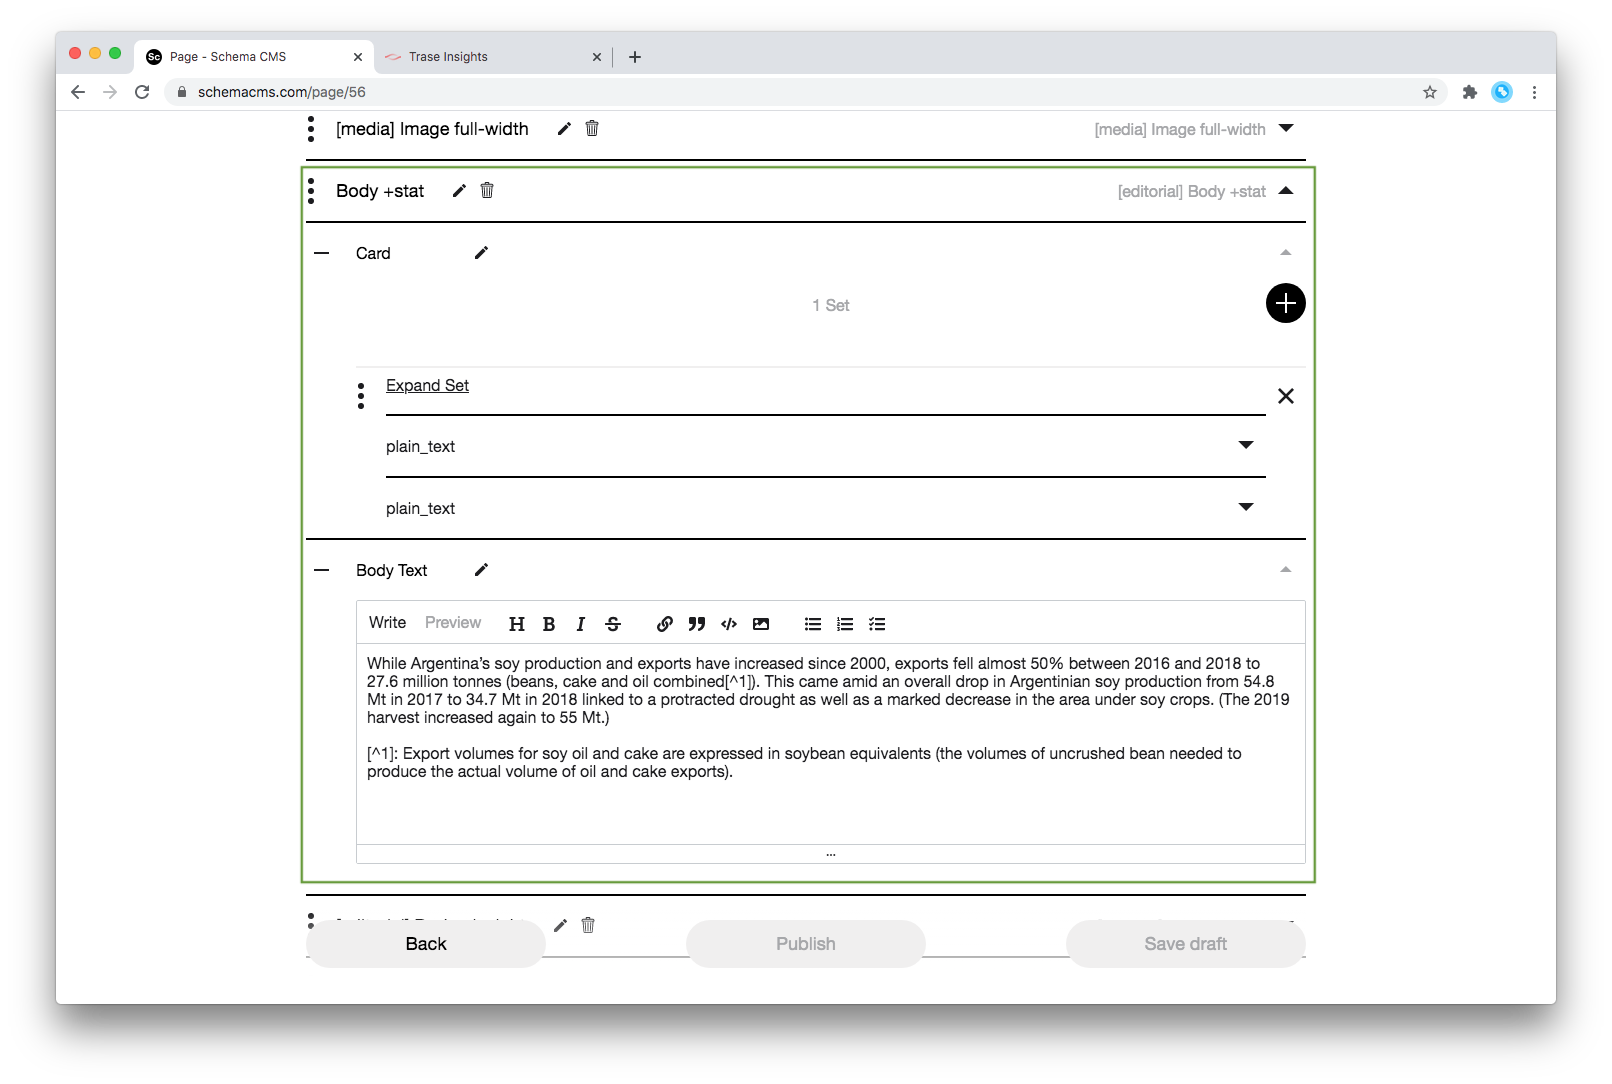 Sc Page - Schema CMS
Trase Insights
schemacms.com/page/56
[media] Image full-width
[media] Image full-width
Body +stat
[editorial] Body +stat
Card
1 Set
Expand Set
plain_text
plain_text
Body Text
Write Preview H B I S
While Argentina’s soy production and exports have increased since 2000, exports fell almost 50% between 2016 and 2018 to
27.6 million tonnes (beans, cake and oil combined[^1]). This came amid an overall drop in Argentinian soy production from 54.8
Mt in 2017 to 34.7 Mt in 2018 linked to a protracted drought as well as a marked decrease in the area under soy crops. (The 2019
harvest increased again to 55 Mt.)
[^1]: Export volumes for soy oil and cake are expressed in soybean equivalents (the volumes of uncrushed bean needed to
produce the actual volume of oil and cake exports).
...
Back
Publish
Save draft